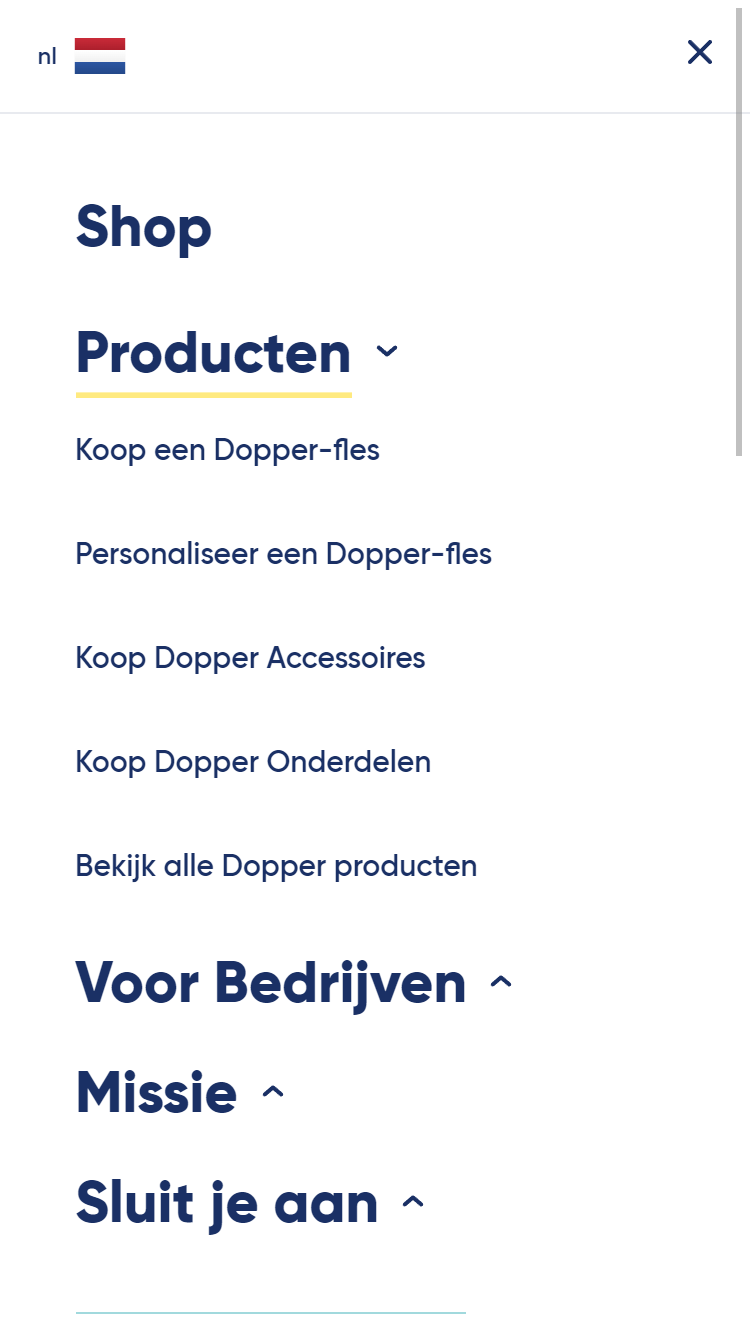 nl
Shop
Producten
Koop een Dopper-fles
Personaliseer een Dopper-fles
Koop Dopper Accessoires
Koop Dopper Onderdelen
Bekijk alle Dopper producten
Voor Bedrijven
Missie
Sluit je aan